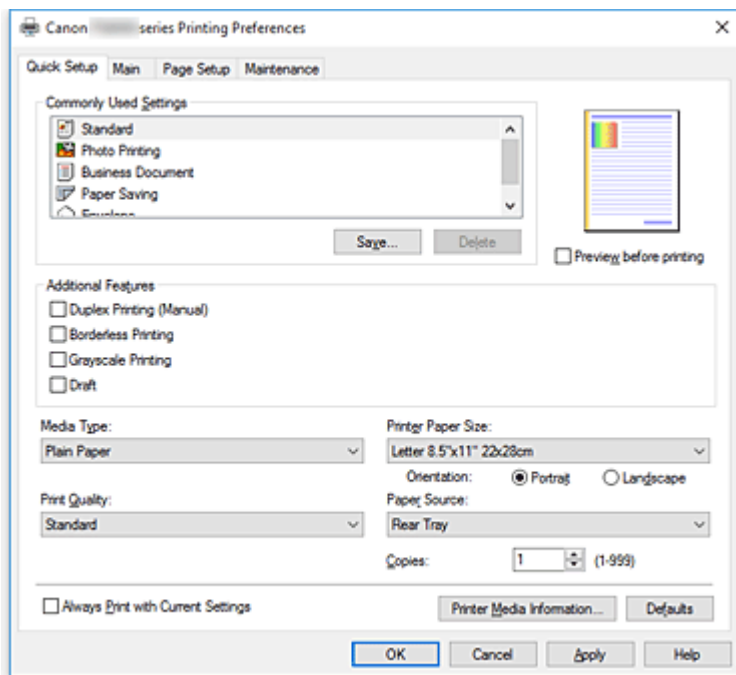 Canon series Printing Preferences
Quick Setup Main Page Setup Maintenance
Commonly Used Settings
Standard
Photo Printing
Business Document
Paper Saving
Envelope
Save... Delete
Preview before printing
Additional Features
Duplex Printing (Manual)
Borderless Printing
Grayscale Printing
Draft
Media Type: Printer Paper Size:
Plain Paper Letter 8.5"x11" 22x28cm
Orientation: Portrait Landscape
Print Quality: Paper Source:
Standard Rear Tray
Copies: 1 (1-999)
Always Print with Current Settings Printer Media Information... Defaults
OK Cancel Apply Help